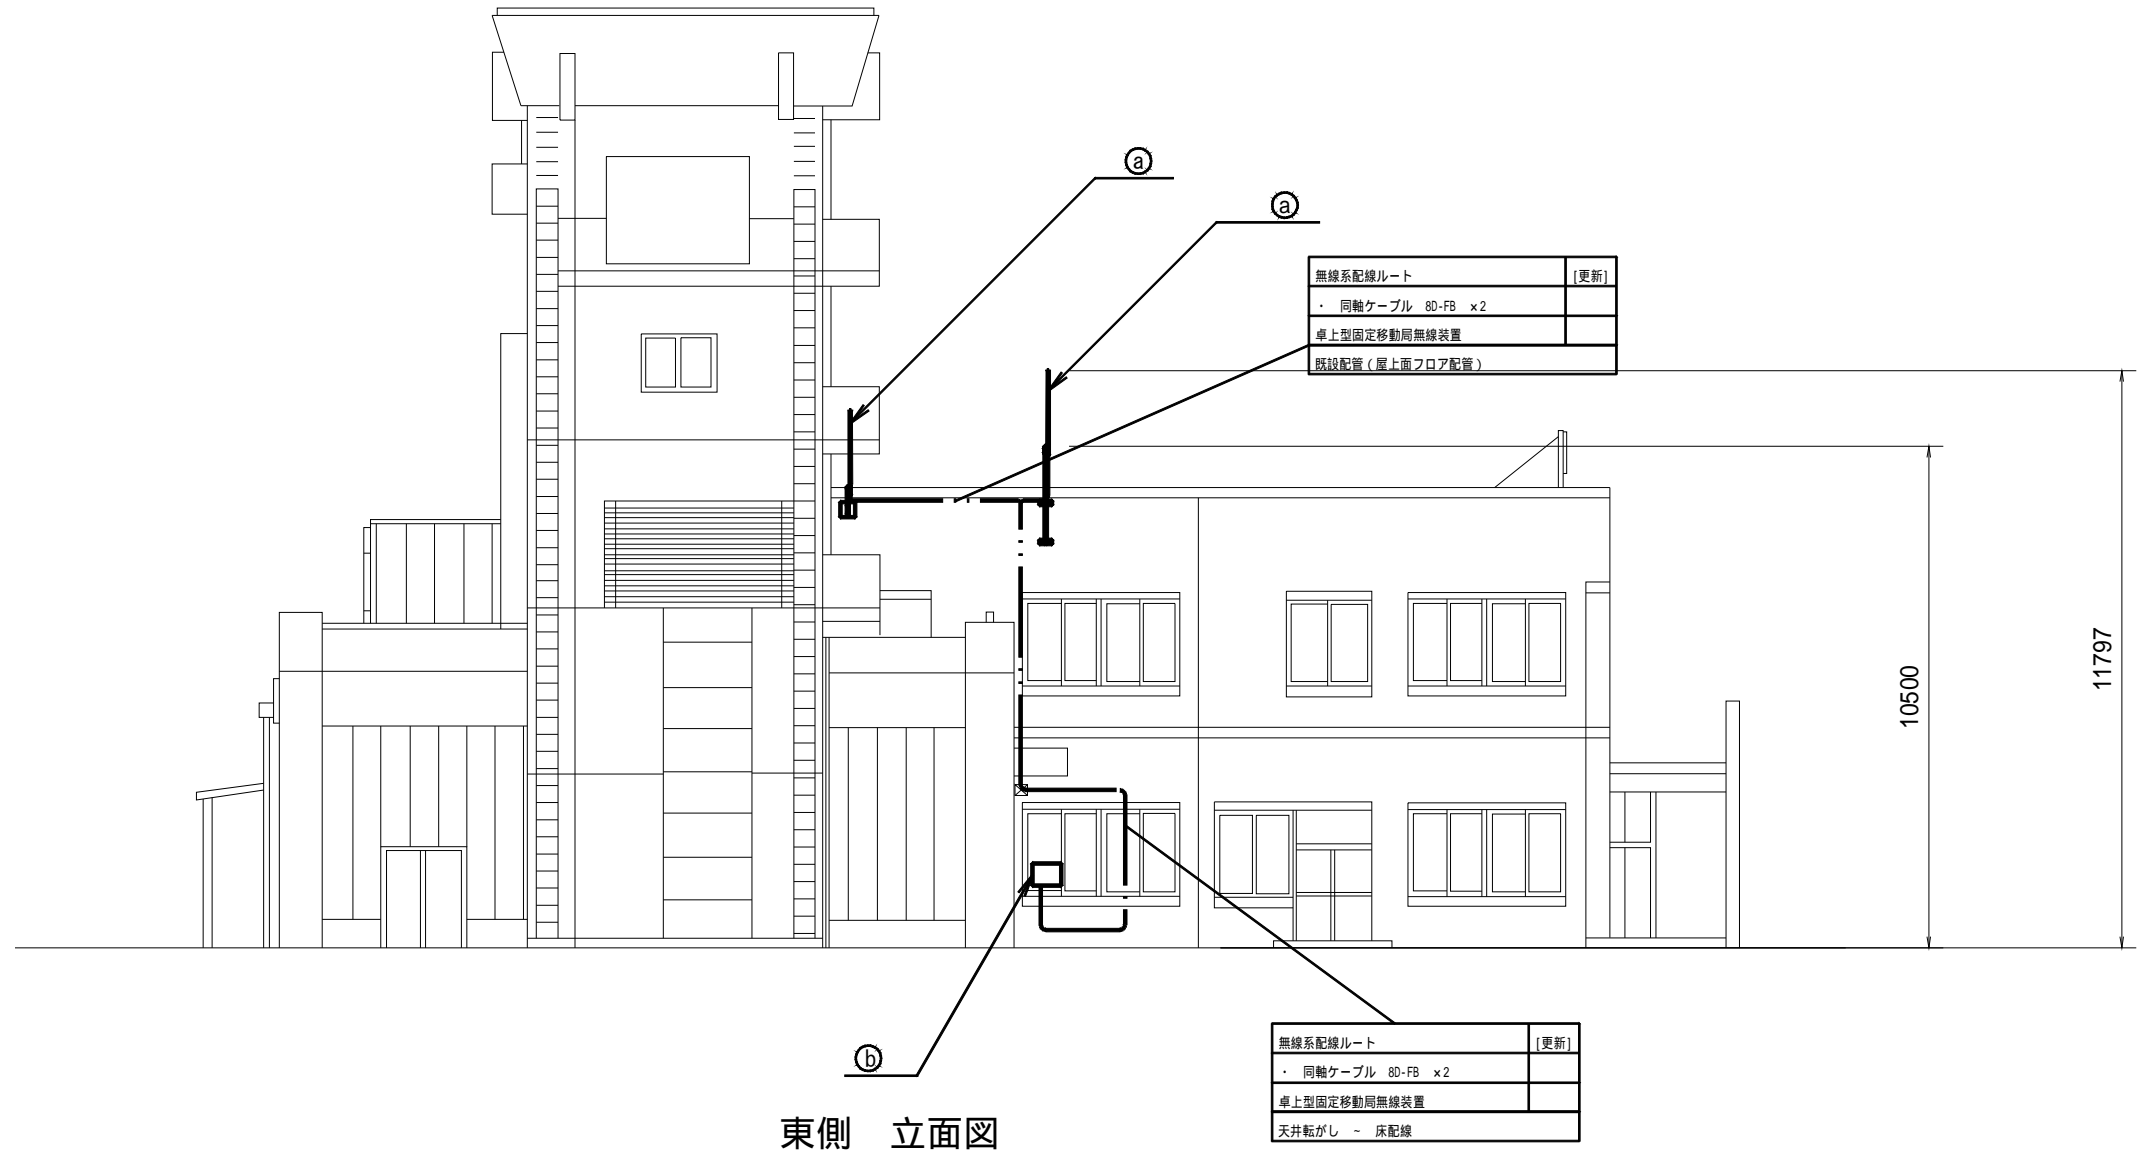 ⓐ
ⓐ
無線系配線ルート [更新]
・ 同軸ケーブル 8D-FB ×2
卓上型固定移動局無線装置
既設配管(屋上面フロア配管)
11797
10500
ⓑ
無線系配線ルート [更新]
・ 同軸ケーブル 8D-FB ×2
卓上型固定移動局無線装置
天井転がし ~ 床配線
東側 立面図